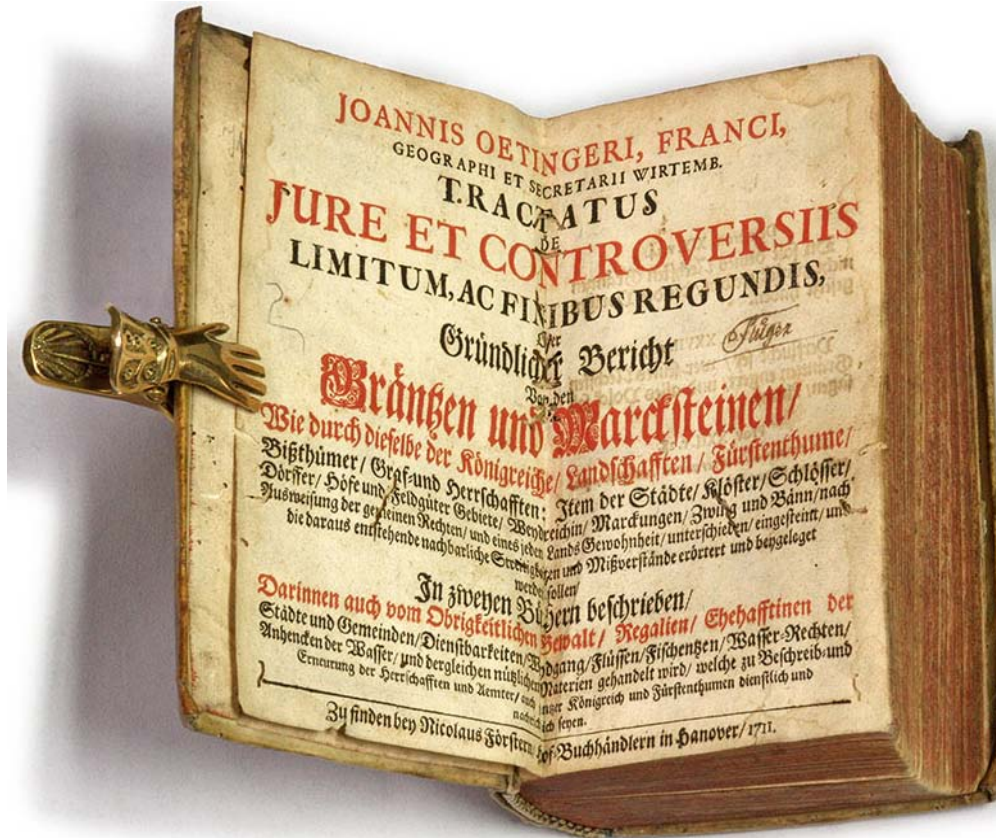 JOANNIS OETINGERI, FRANCI,
GEOGRAPHI ET SECRETARII WIRTEMB.
TRACTATUS
DE
JURE ET CONTROVERSIIS
LIMITUM, AC FINIBUS REGUNDIS,
Oder
Gründlicher Bericht
Von den
Gräntzen und Marcksteinen/
Wie durch dieselbe der Königreiche/ Landschafften/ Fürstenthume/
Bißthümer/ Graf-und Herrschafften: Item der Städte/ Klöster/ Schlösser/
Dörffer/ Höfe und Feldgüter Gebiete/ Weydreichin/ Marckungen/ Zwing und Bänn/ nach
Ausweisung der gemeinen Rechten/ und eines jeden Lands Gewohnheit/ unterschieden/ eingesteint/ und
die daraus entstehende nachbarliche Strittigkeiten und Mißverstände erörtert und beygeleget
werden sollen/
In zweyen Büchern beschrieben/
Darinnen auch vom Obrigkeitlichen Gewalt/ Regalien/ Ehehafftinen der
Städte und Gemeinden/ Dienstbarkeiten/ Weydgang/ Flüssen/ Fischentzen/ Wasser-Rechten/
Anhencken der Wasser/ und dergleichen nützlichen Materien gehandelt wird/ welche zu Beschreib-und
Erneurung der Herrschafften und Aemter/ auch gantzer Königreich und Fürstenthumen dienstlich und
seyen.
Zu finden bey Nicolaus Förstern/ Hof-Buchhändlern in Hanover/ 1711.